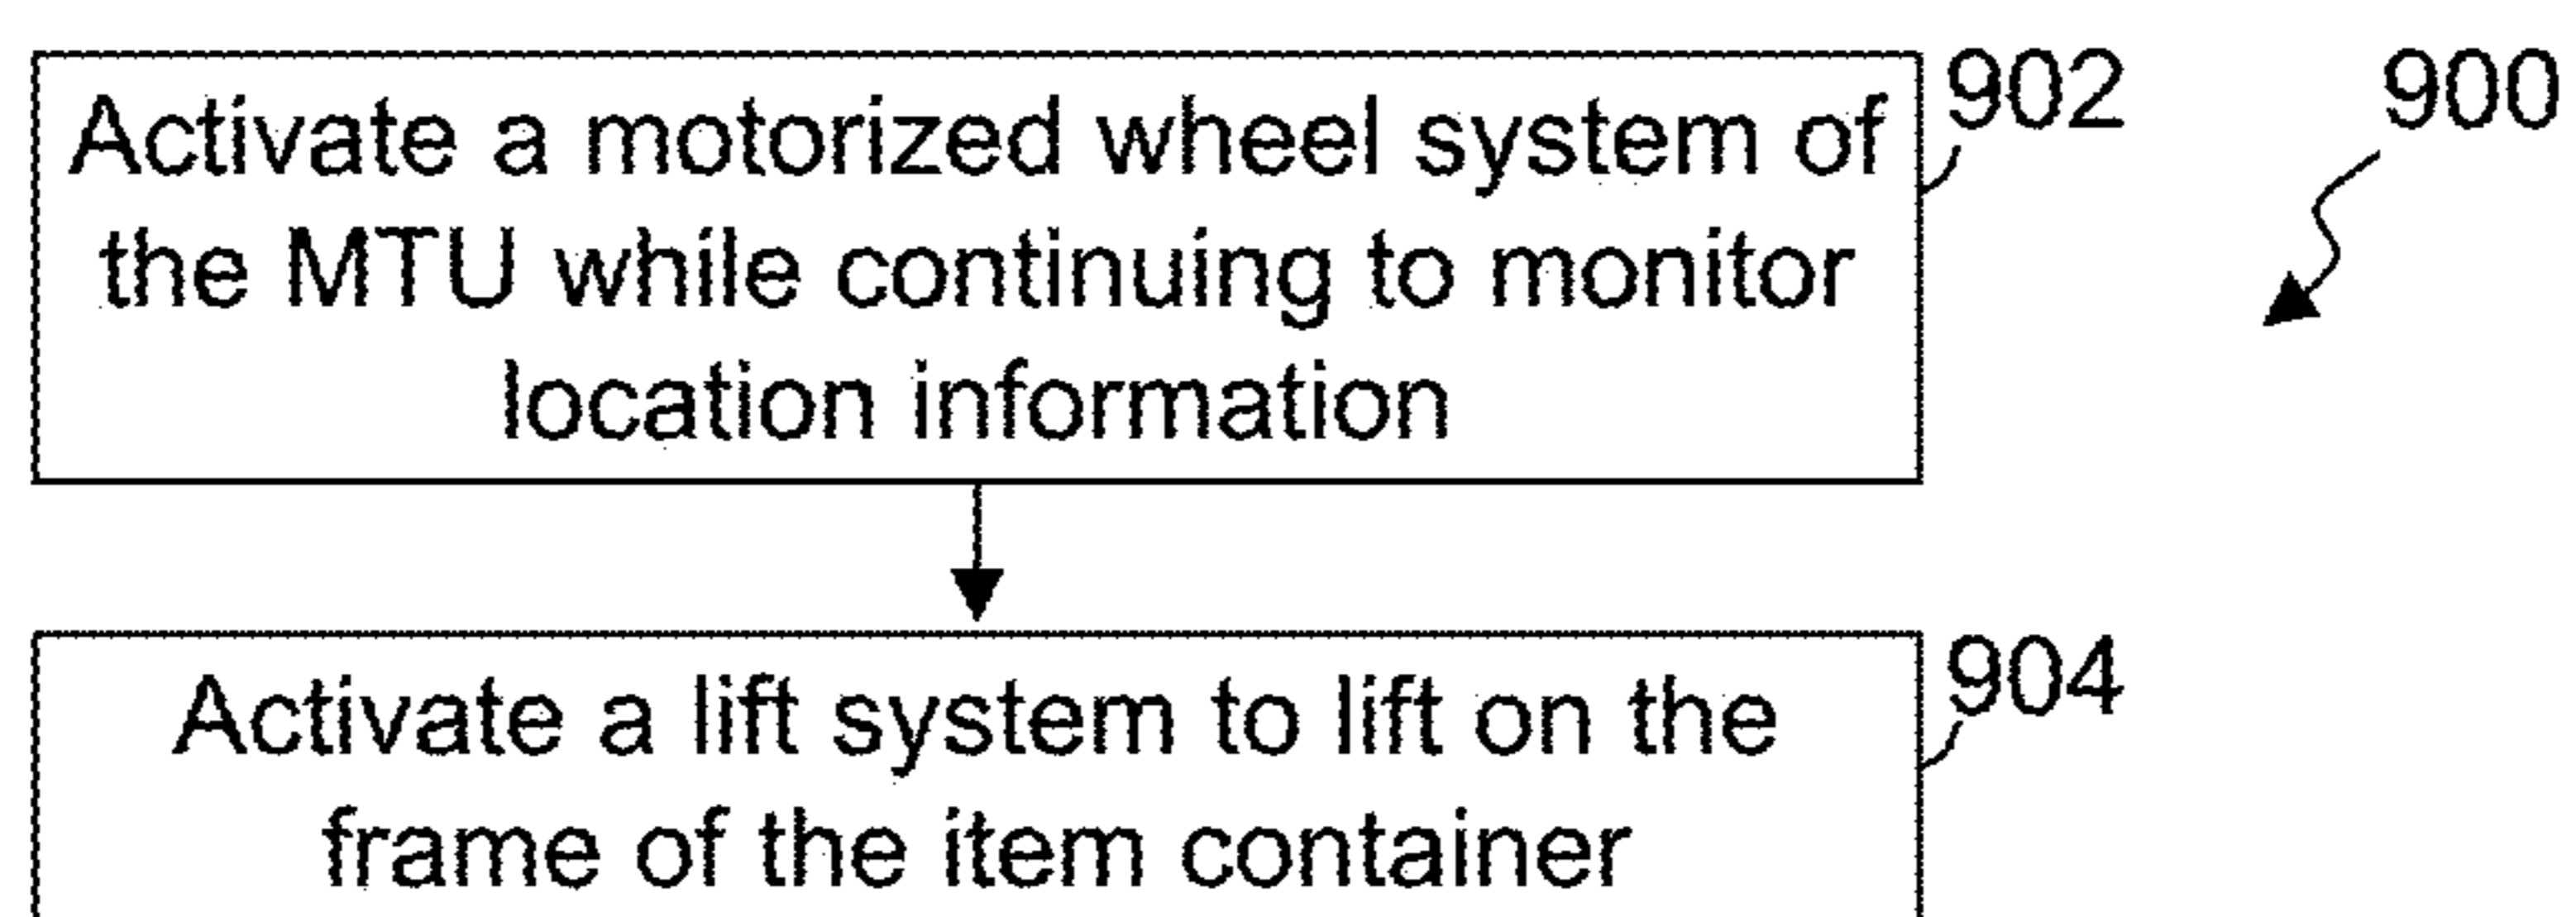 Activate a motorized wheel system of
the MTU while continuing to monitor
location information
902
900
Activate a lift system to lift on the
frame of the item container
904